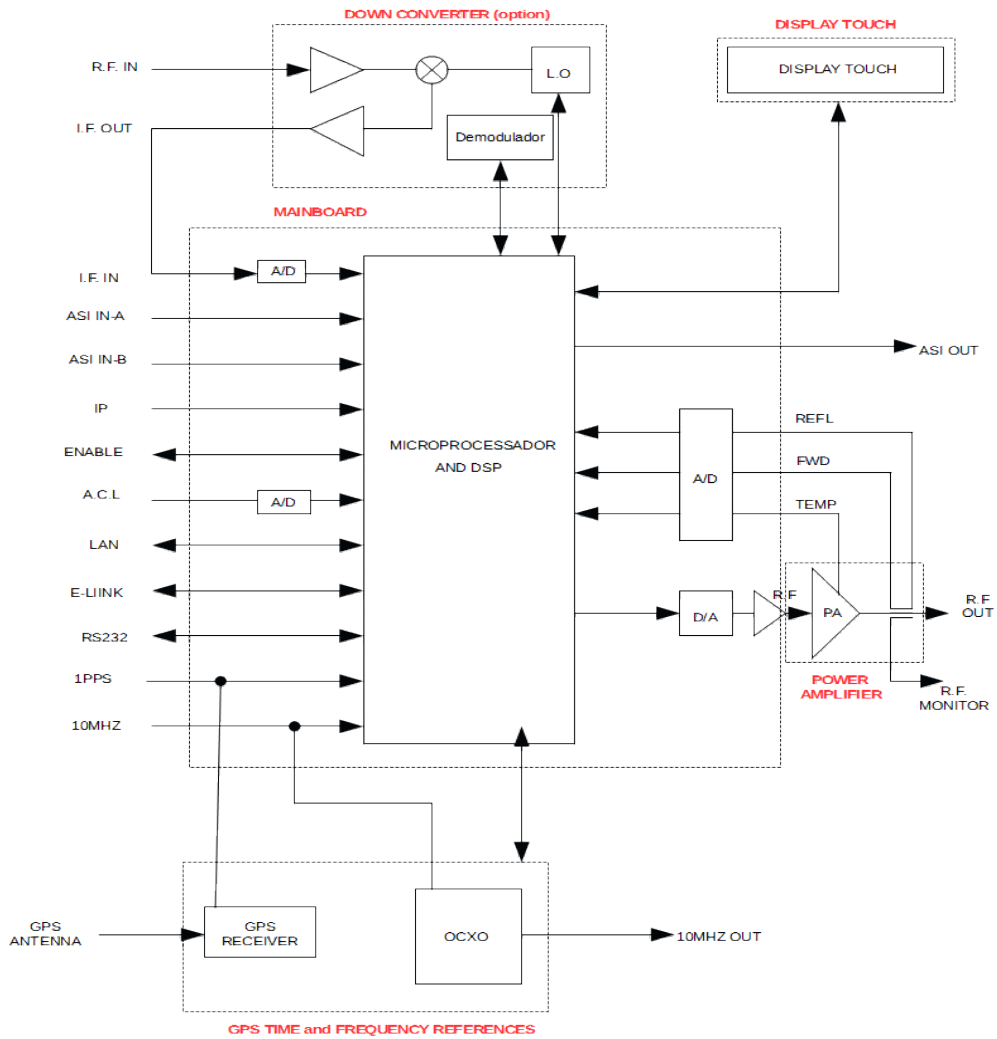 DOWN CONVERTER (option)
DISPLAY TOUCH
R.F. IN
L.O
DISPLAY TOUCH
I.F. OUT
Demodulador
MAINBOARD
I.F. IN
A/D
ASI IN-A
ASI IN-B
ASI OUT
IP
REFL
ENABLE
MICROPROCESSADOR
AND DSP
FWD
A/D
A.C.L
A/D
TEMP
LAN
E-LIINK
R.F
D/A
PA
R.F
OUT
RS232
1PPS
POWER
AMPLIFIER
R.F.
MONITOR
10MHZ
GPS
ANTENNA
GPS
RECEIVER
OCXO
10MHZ OUT
GPS TIME and FREQUENCY REFERENCES